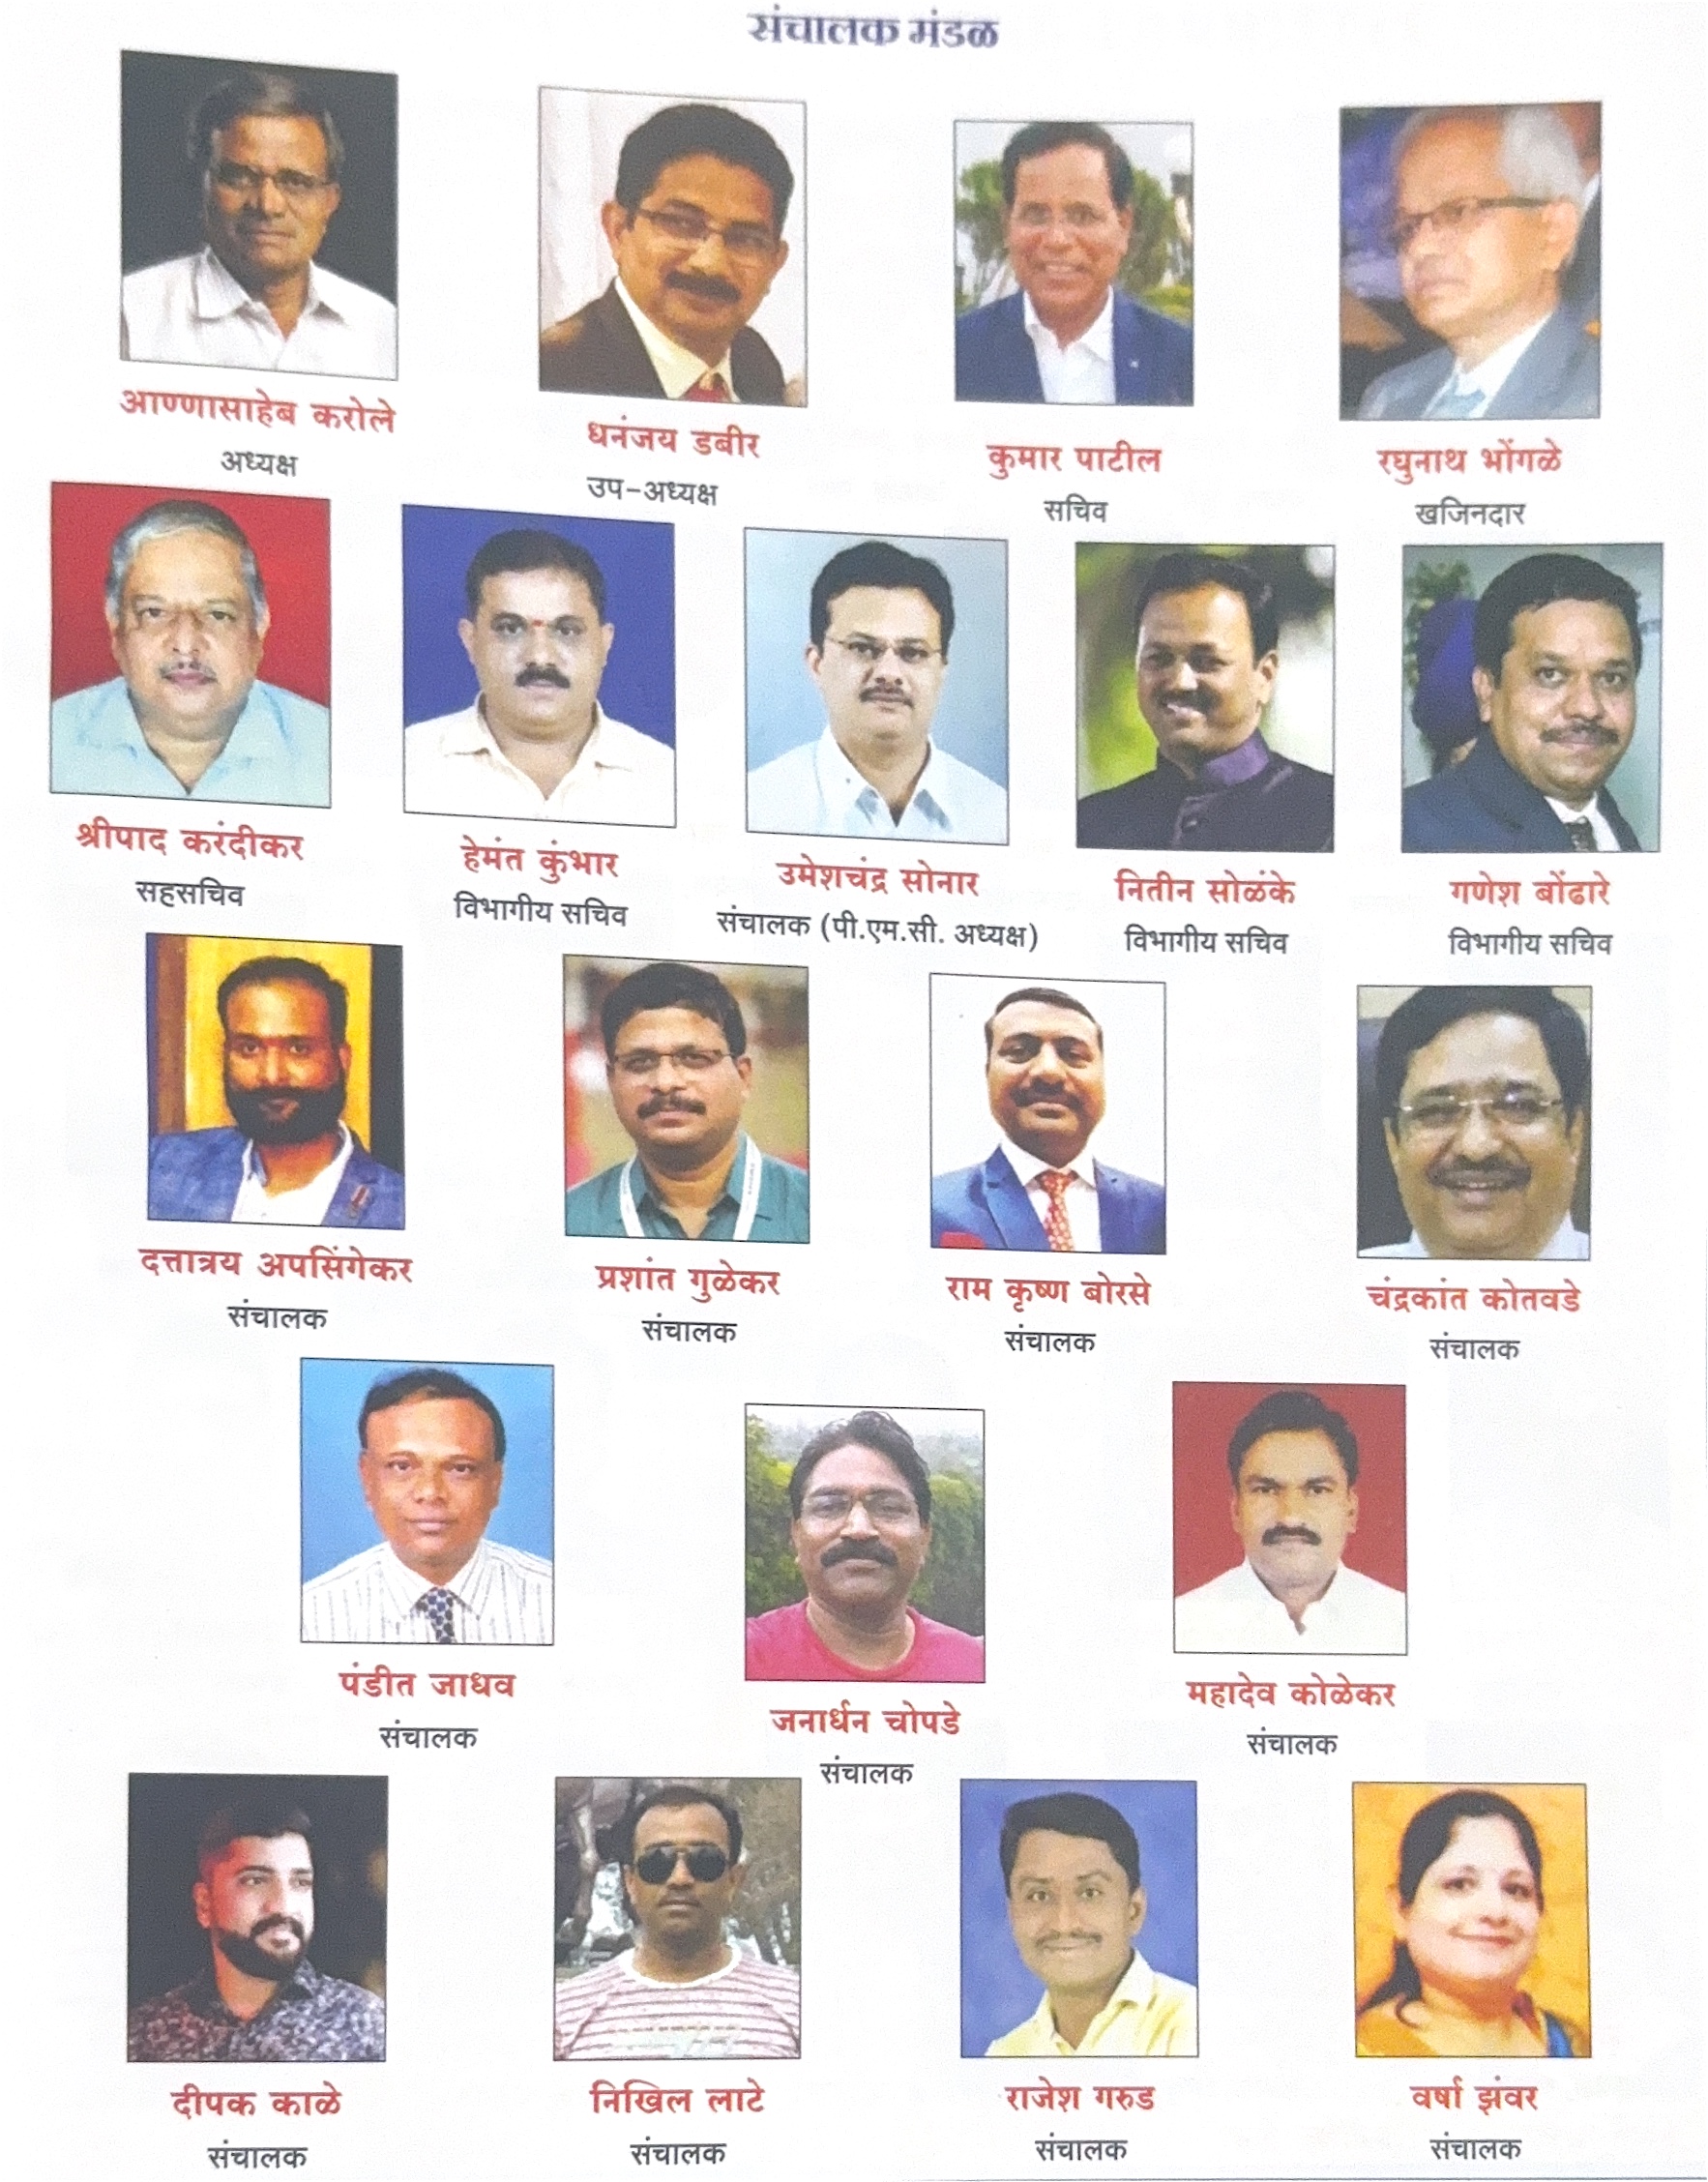 संचालक मंडळ
आण्णासाहेब करोले
अध्यक्ष
धनंजय डबीर
उप-अध्यक्ष
कुमार पाटील
सचिव
रघुनाथ भोंगळे
खजिनदार
श्रीपाद करंदीकर
सहसचिव
हेमंत कुंभार
विभागीय सचिव
उमेशचंद्र सोनार
संचालक (पी.एम.सी. अध्यक्ष)
नितीन सोळंके
विभागीय सचिव
गणेश बोंढारे
विभागीय सचिव
दत्तात्रय अपसिंगेकर
संचालक
प्रशांत गुळेकर
संचालक
राम कृष्ण बोरसे
संचालक
चंद्रकांत कोतवडे
संचालक
पंडीत जाधव
संचालक
जनार्धन चोपडे
संचालक
महादेव कोळेकर
संचालक
दीपक काळे
संचालक
निखिल लाटे
संचालक
राजेश गरुड
संचालक
वर्षा झंवर
संचालक